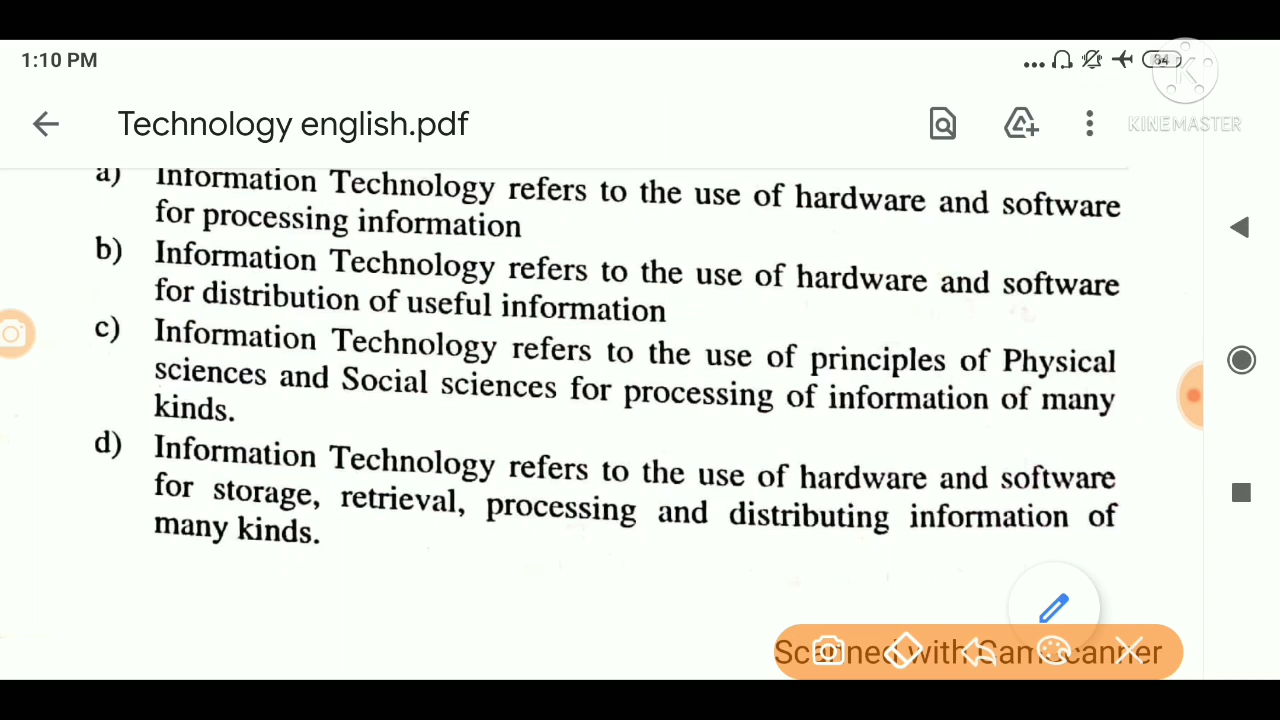 1:10 PM
84
Technology english.pdf
KINEMASTER
a) Information Technology refers to the use of hardware and software
for processing information
b) Information Technology refers to the use of hardware and software
for distribution of useful information
c) Information Technology refers to the use of principles of Physical
sciences and Social sciences for processing of information of many
kinds.
d) Information Technology refers to the use of hardware and software
for storage, retrieval, processing and distributing information of
many kinds.
Scanned with CamScanner